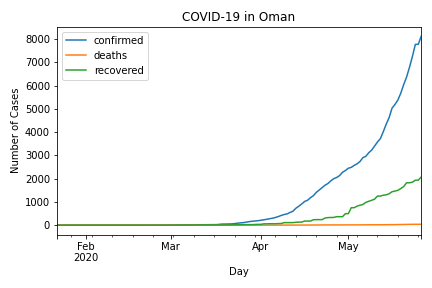 COVID-19 in Oman
confirmed
deaths
recovered
Number of Cases
8000
7000
6000
5000
4000
3000
2000
1000
0
Feb
2020
Mar
Apr
May
Day